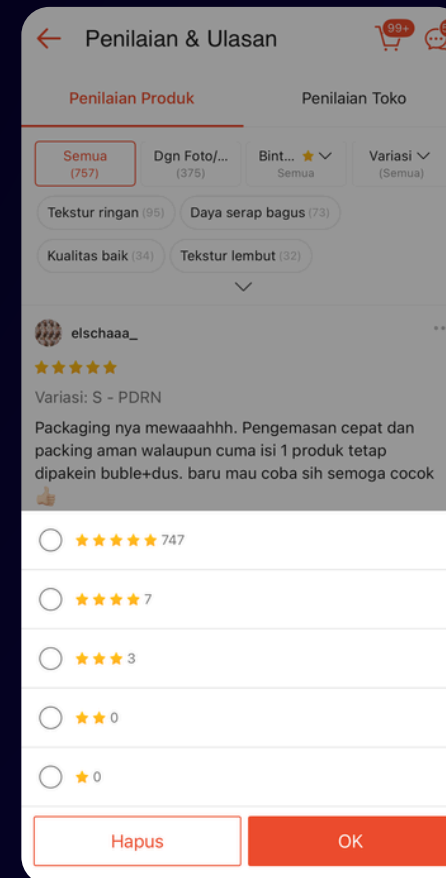 Penilaian & Ulasan
99+
Penilaian Produk
Penilaian Toko
Semua
(757)
Dgn Foto/...
(375)
Bint...
Semua
Variasi
(Semua)
Tekstur ringan (95)
Daya serap bagus (73)
Kualitas baik (34)
Tekstur lembut (32)
elschaaa_
Variasi: S - PDRN
Packaging nya mewaaahhh. Pengemasan cepat dan
packing aman walaupun cuma isi 1 produk tetap
dipakein buble+dus. baru mau coba sih semoga cocok
747
7
3
0
0
Hapus
OK